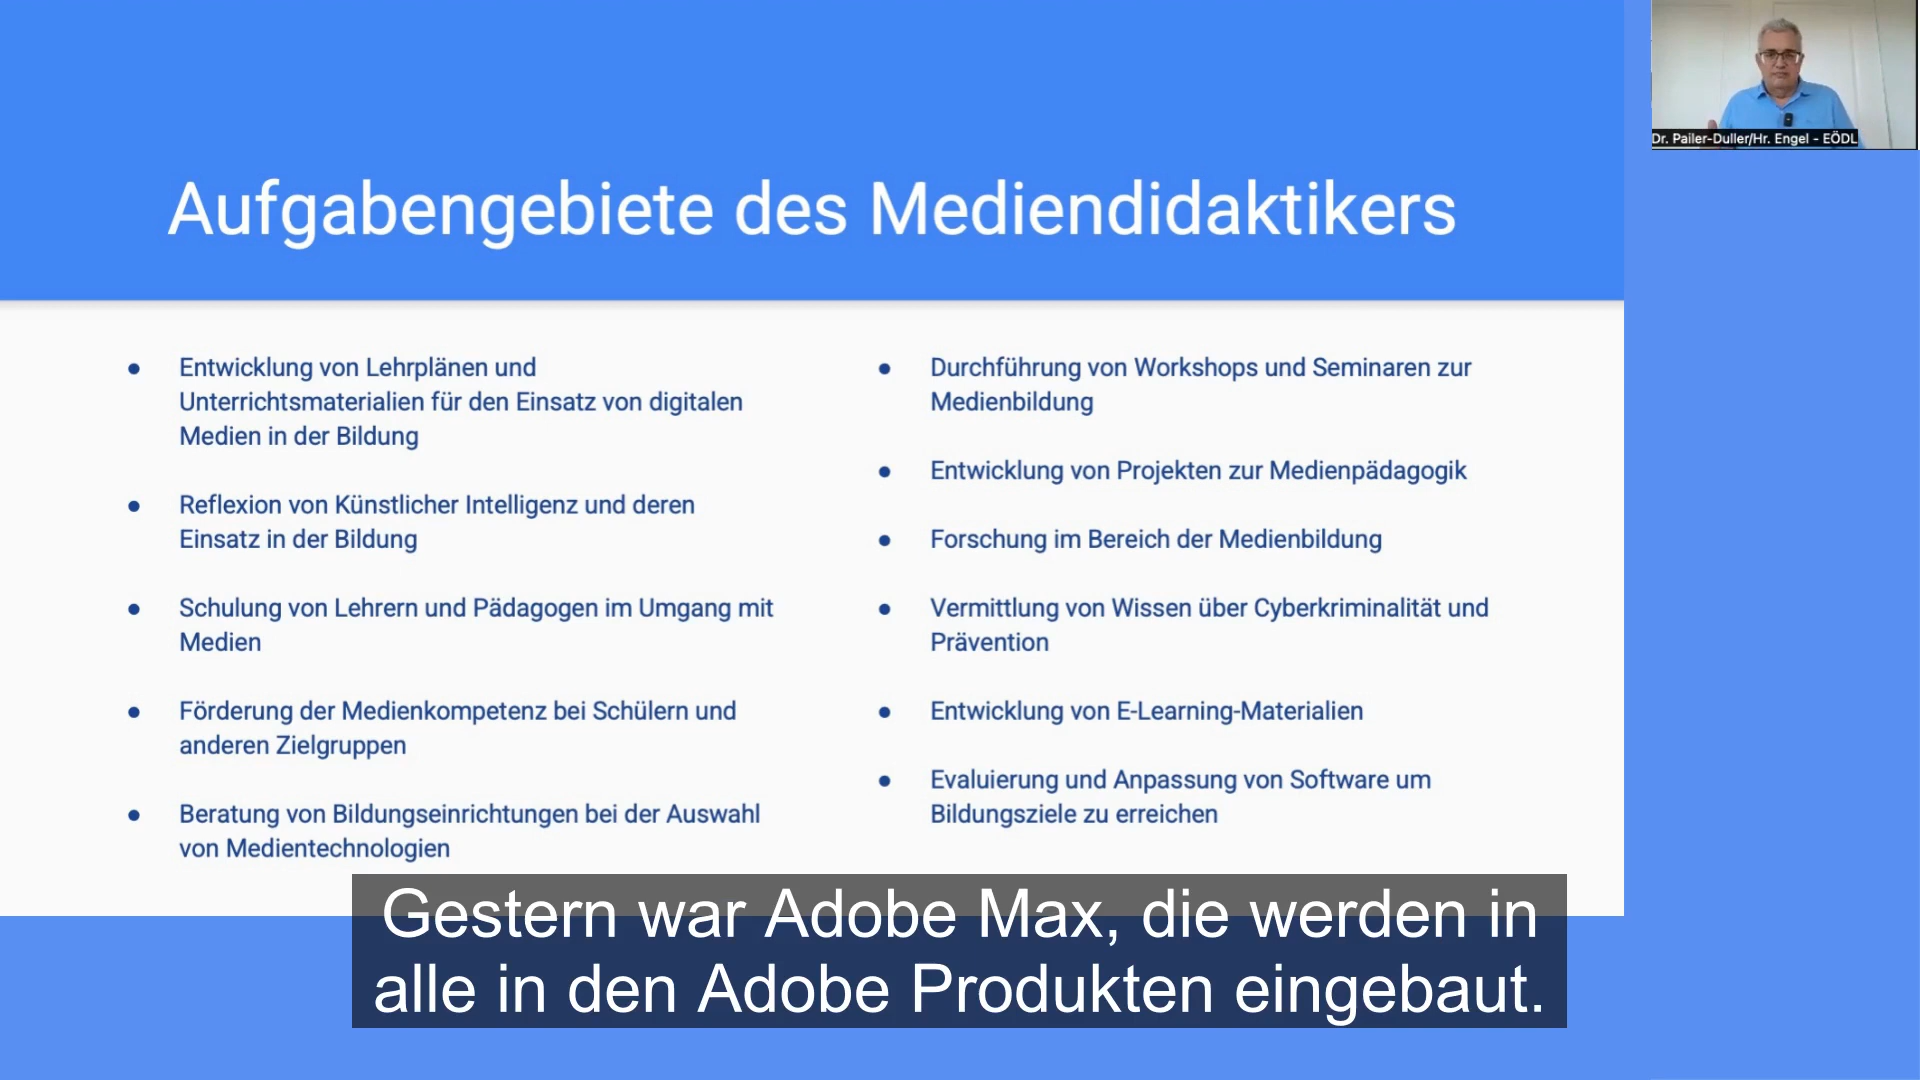 Aufgabengebiete des Mediendidaktikers
Dr. Pailer-Duller/Hr. Engel - EÖDL
● Entwicklung von Lehrplänen und
Unterrichtsmaterialien für den Einsatz von digitalen
Medien in der Bildung
● Reflexion von Künstlicher Intelligenz und deren
Einsatz in der Bildung
● Schulung von Lehrern und Pädagogen im Umgang mit
Medien
● Förderung der Medienkompetenz bei Schülern und
anderen Zielgruppen
● Beratung von Bildungseinrichtungen bei der Auswahl
von Medientechnologien
● Durchführung von Workshops und Seminaren zur
Medienbildung
● Entwicklung von Projekten zur Medienpädagogik
● Forschung im Bereich der Medienbildung
● Vermittlung von Wissen über Cyberkriminalität und
Prävention
● Entwicklung von E-Learning-Materialien
● Evaluierung und Anpassung von Software um
Bildungsziele zu erreichen
Gestern war Adobe Max, die werden in
alle in den Adobe Produkten eingebaut.